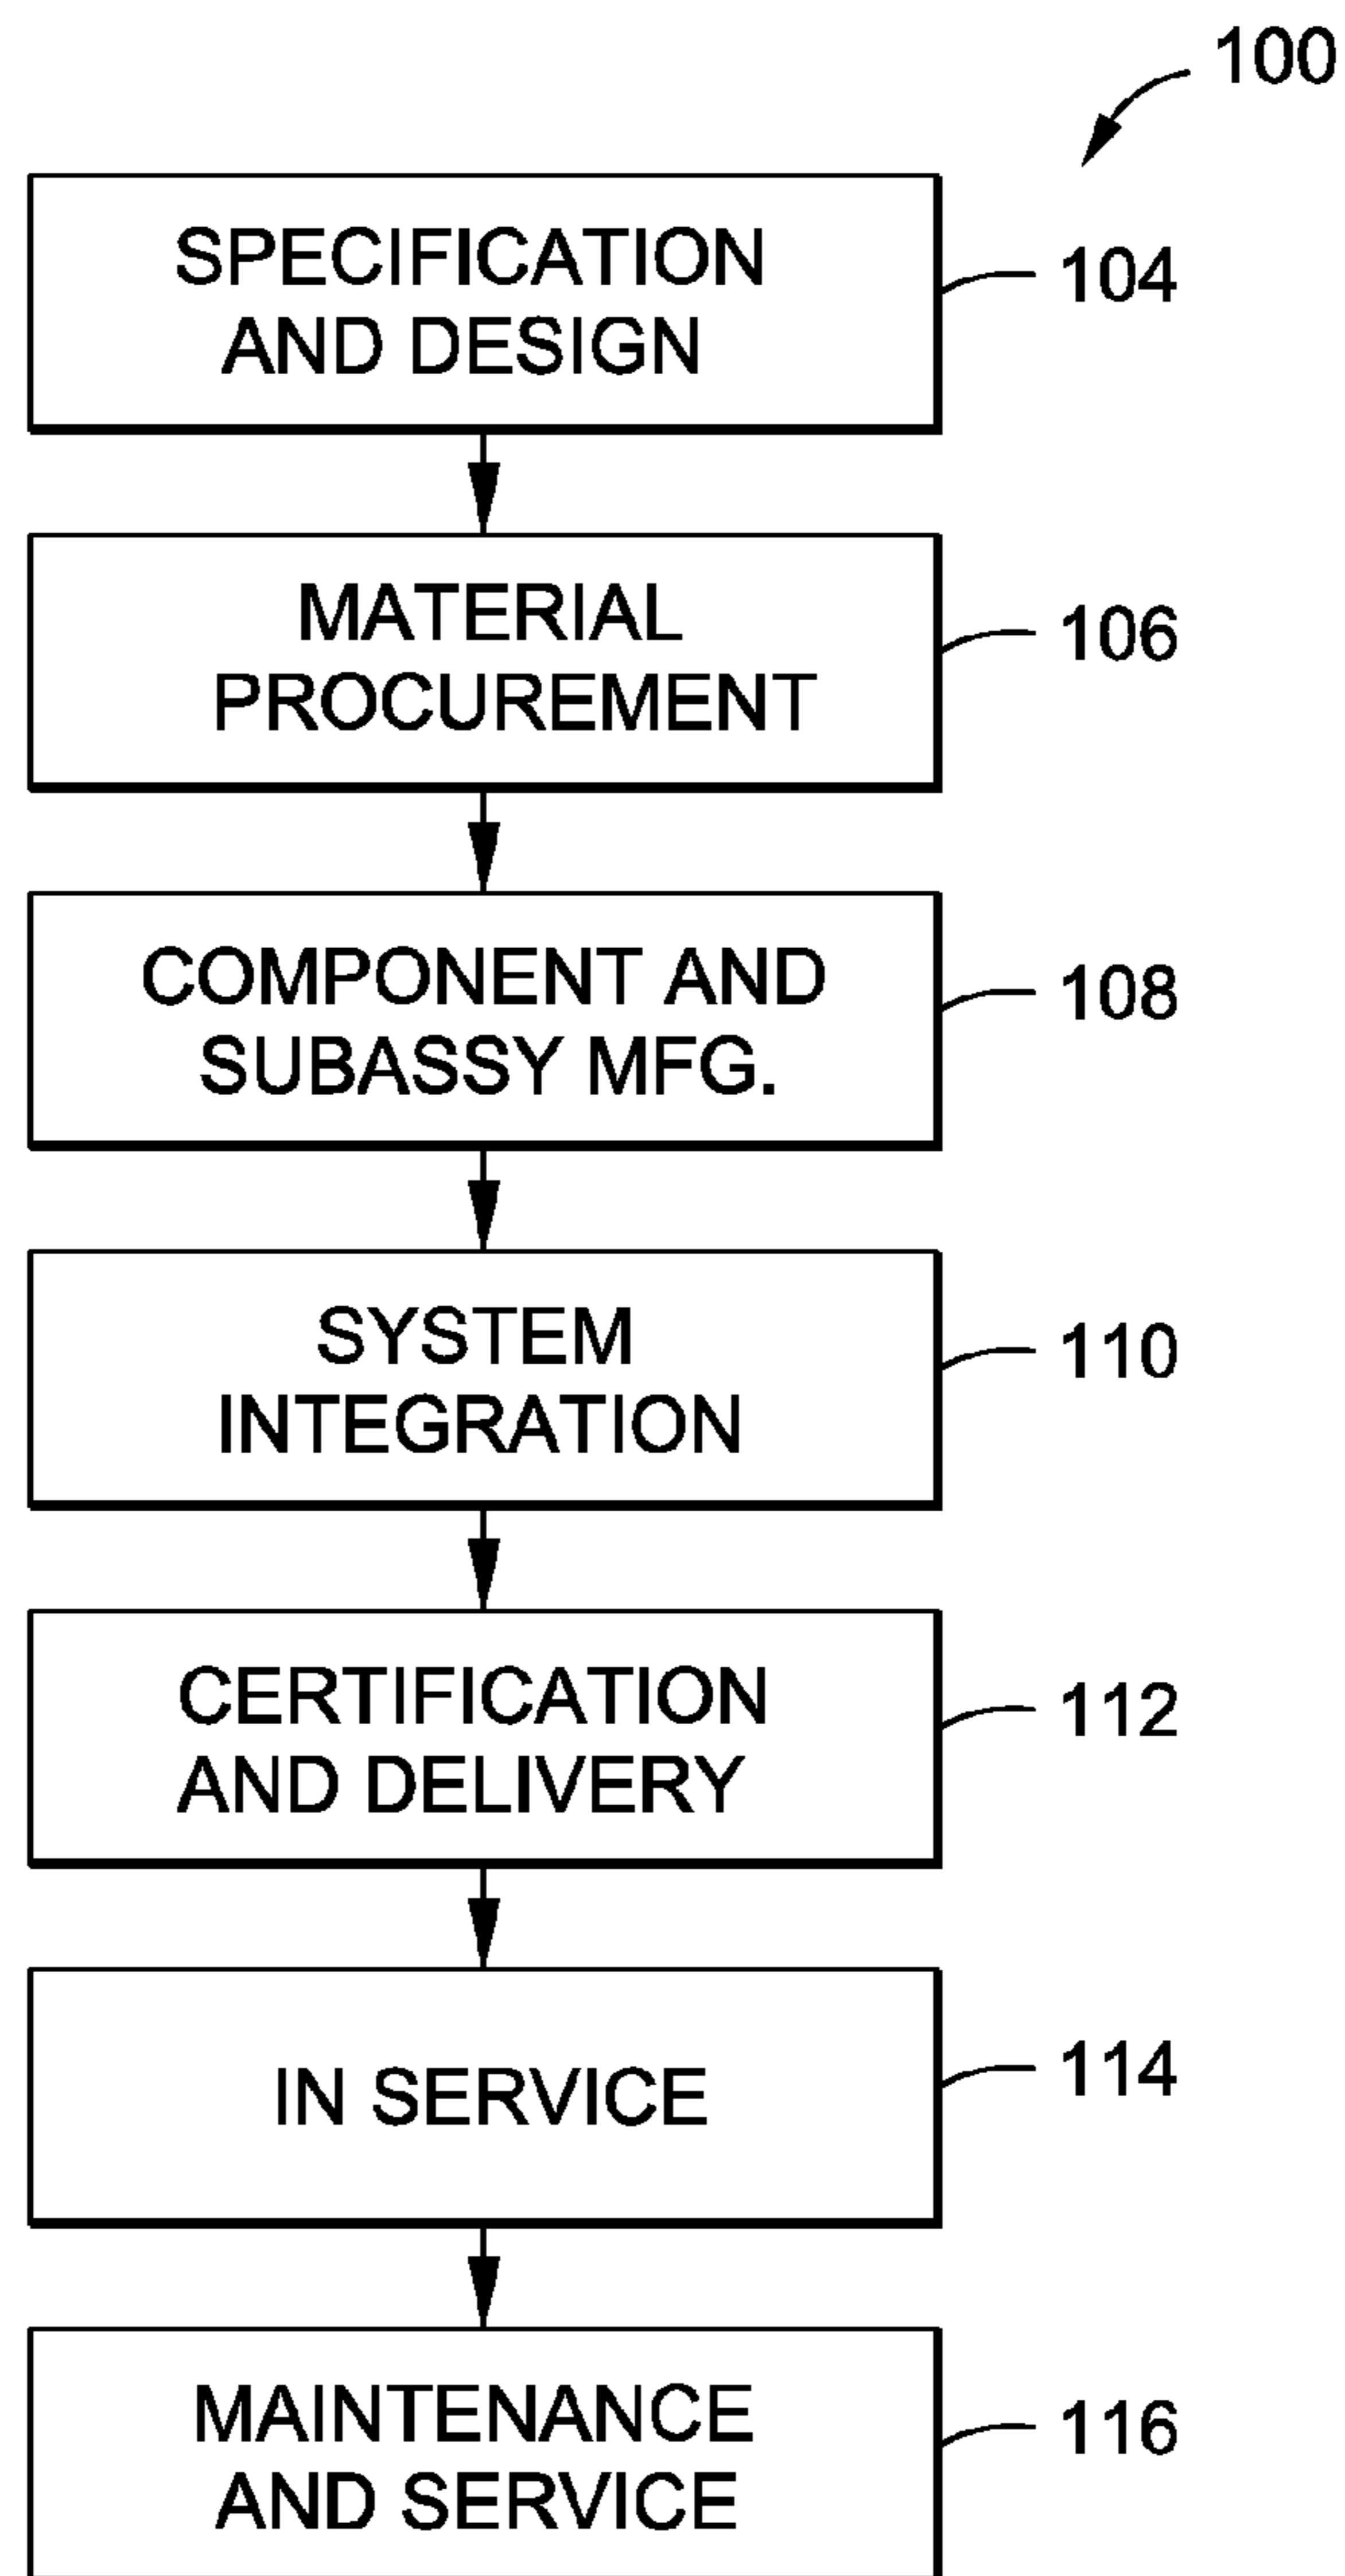 100
SPECIFICATION
AND DESIGN
104
MATERIAL
PROCUREMENT
106
COMPONENT AND
SUBASSY MFG.
108
SYSTEM
INTEGRATION
110
CERTIFICATION
AND DELIVERY
112
IN SERVICE
114
MAINTENANCE
AND SERVICE
116